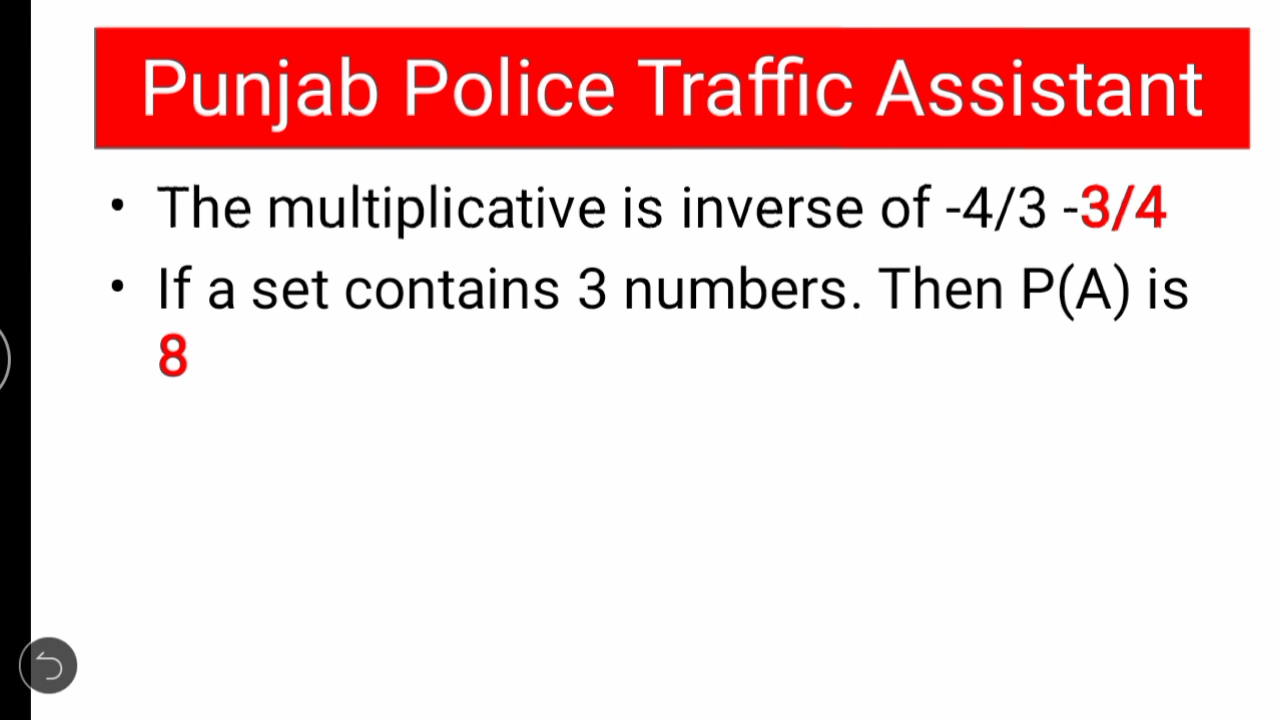 Punjab Police Traffic Assistant
• The multiplicative is inverse of -4/3 -3/4
• If a set contains 3 numbers. Then P(A) is
8